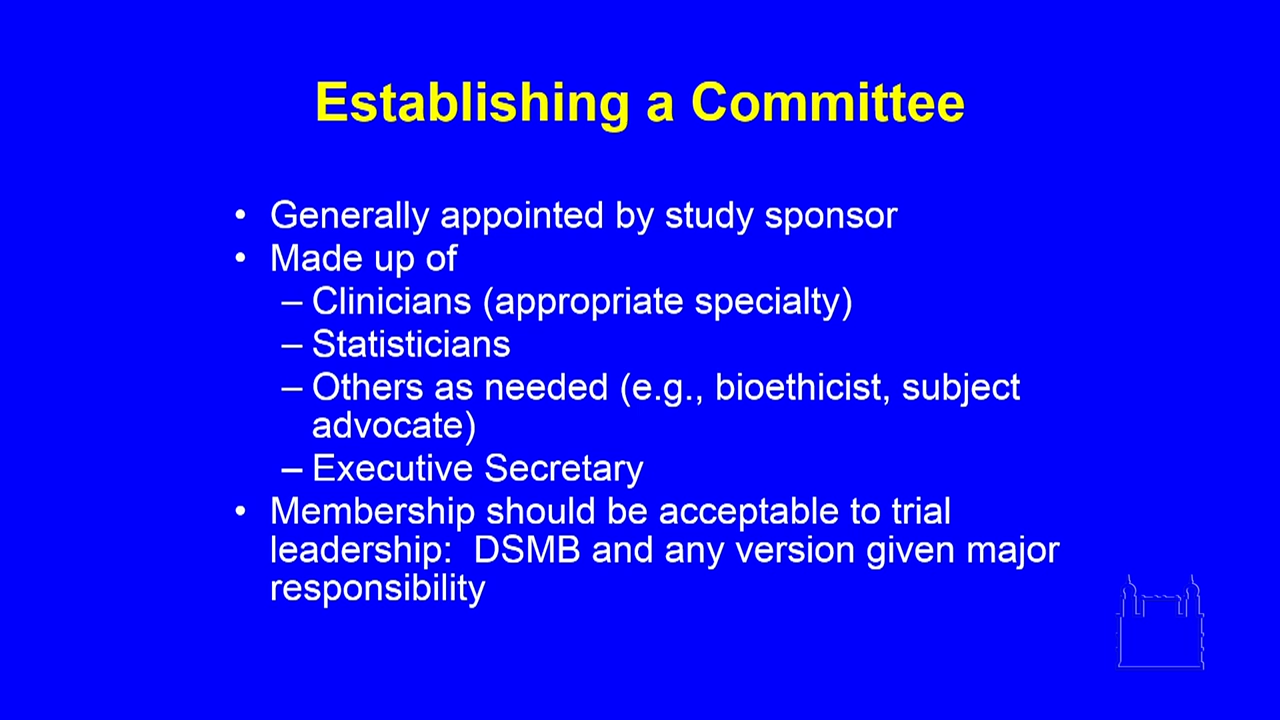 Establishing a Committee
• Generally appointed by study sponsor
• Made up of
– Clinicians (appropriate specialty)
– Statisticians
– Others as needed (e.g., bioethicist, subject
advocate)
– Executive Secretary
• Membership should be acceptable to trial
leadership:  DSMB and any version given major
responsibility